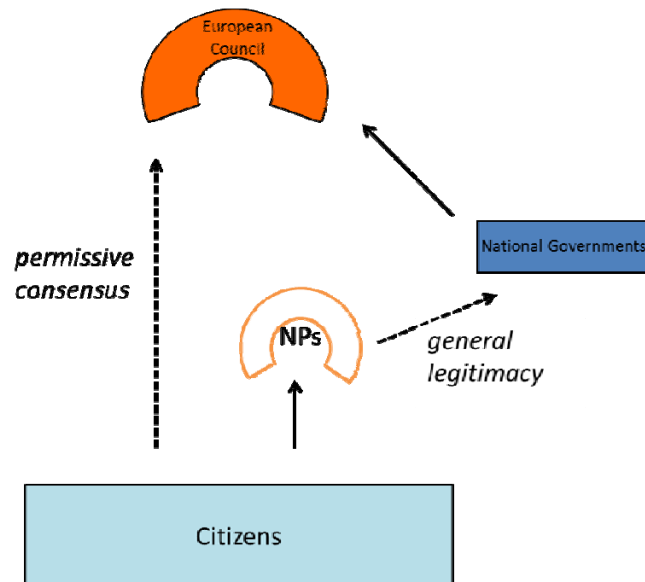 European
Council
National Governments
permissive
consensus
NPs
general
legitimacy
Citizens